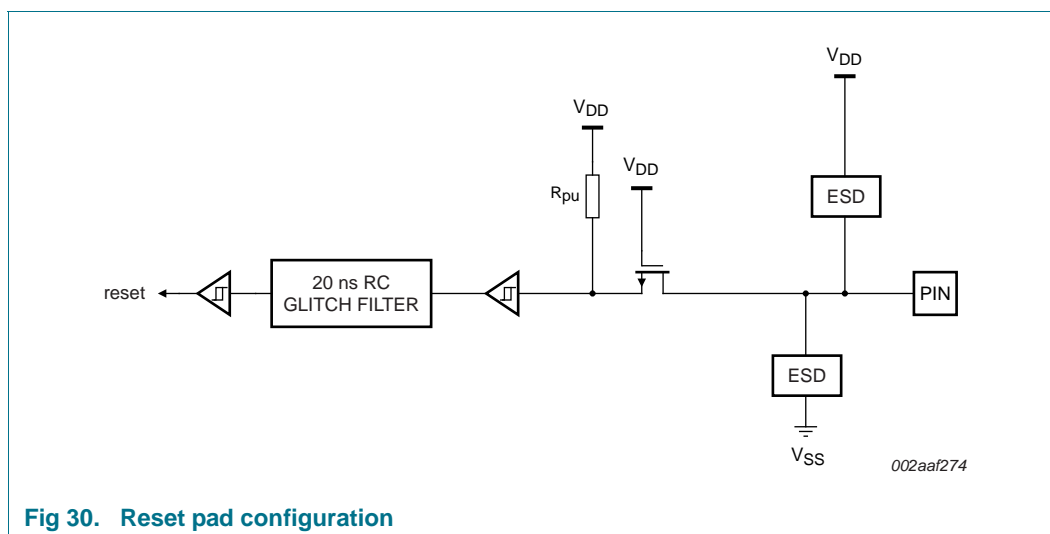 VDD
VDD
VDD
Rpu
ESD
reset
20 ns RC
GLITCH FILTER
PIN
ESD
VSS
002aaf274
Fig 30. Reset pad configuration